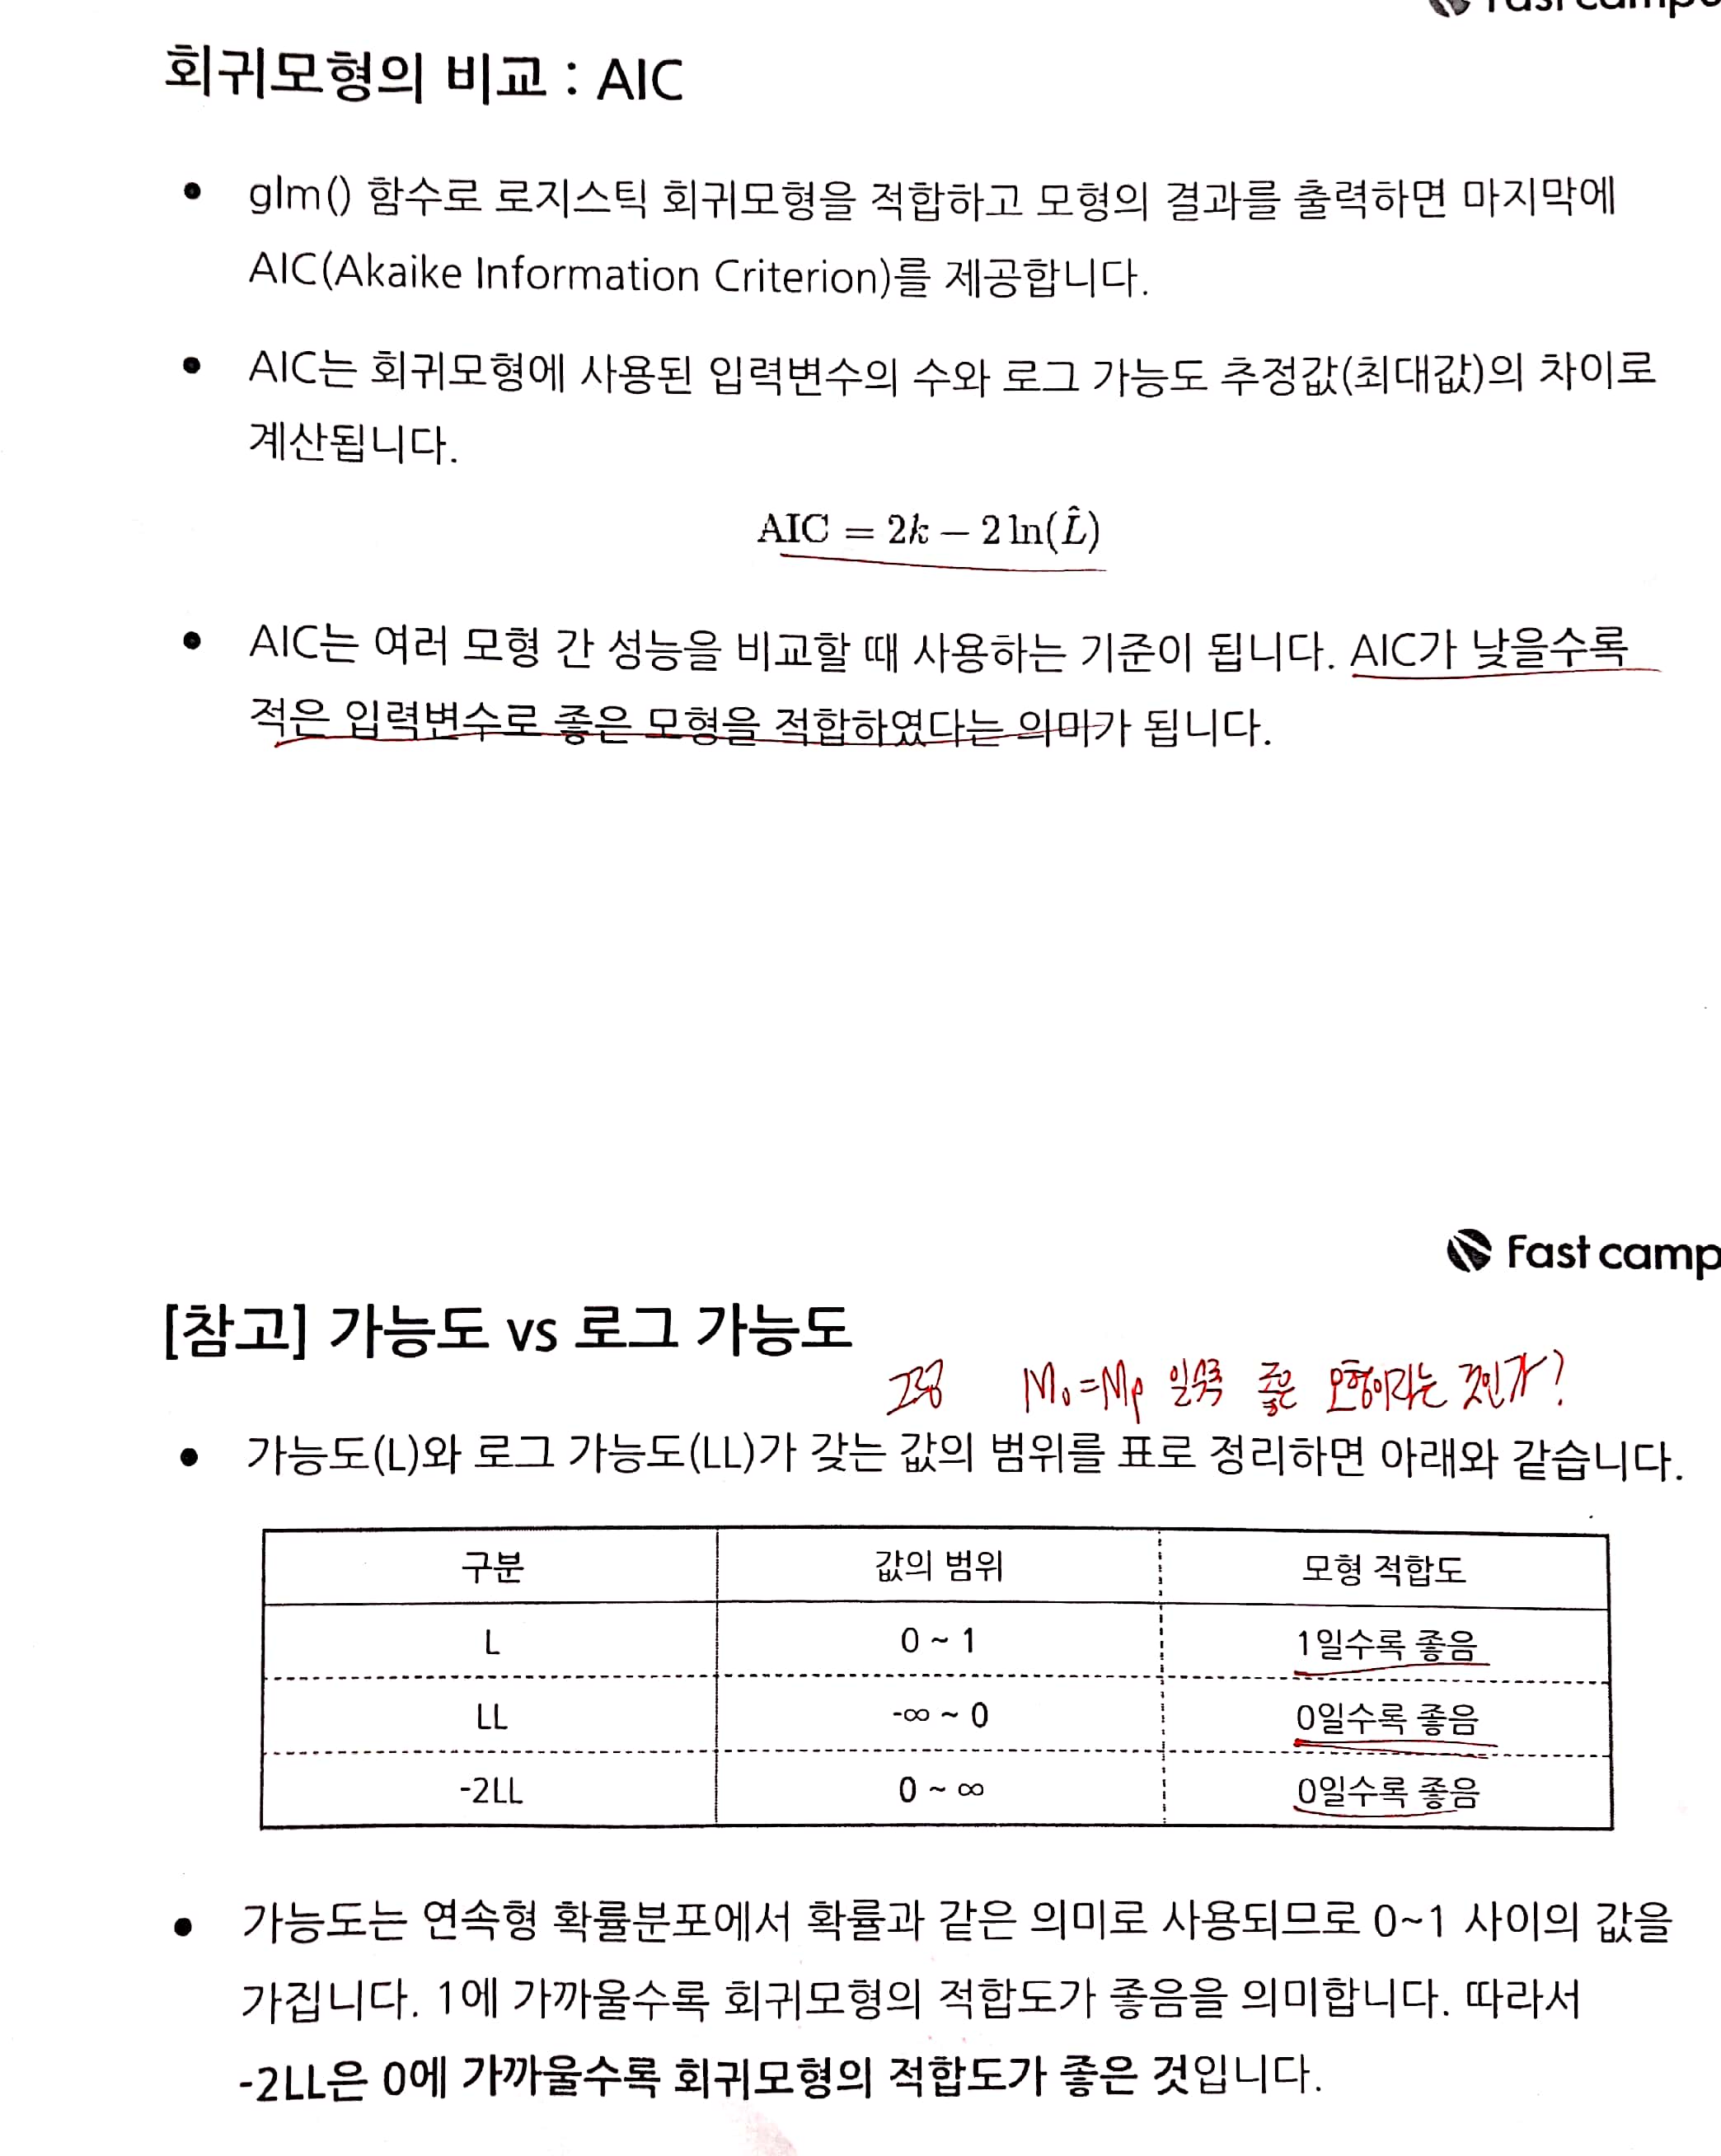 Fast campu
회귀모형의 비교 : AIC
● glm() 함수로 로지스틱 회귀모형을 적합하고 모형의 결과를 출력하면 마지막에
AIC(Akaike Information Criterion)를 제공합니다.
● AIC는 회귀모형에 사용된 입력변수의 수와 로그 가능도 추정값(최대값)의 차이로
계산됩니다.
AIC = 2k − 2 ln(L̂)
● AIC는 여러 모형 간 성능을 비교할 때 사용하는 기준이 됩니다. AIC가 낮을수록
적은 입력변수로 좋은 모형을 적합하였다는 의미가 됩니다.
Fast camp
[참고] 가능도 vs 로그 가능도
M₀=Mp 일수록 좋은 모형이라는 것인가?
● 가능도(L)와 로그 가능도(LL)가 갖는 값의 범위를 표로 정리하면 아래와 같습니다.
구분 값의 범위 모형 적합도
L 0 ~ 1 1일수록 좋음
LL -∞ ~ 0 0일수록 좋음
-2LL 0 ~ ∞ 0일수록 좋음
● 가능도는 연속형 확률분포에서 확률과 같은 의미로 사용되므로 0~1 사이의 값을
가집니다. 1에 가까울수록 회귀모형의 적합도가 좋음을 의미합니다. 따라서
-2LL은 0에 가까울수록 회귀모형의 적합도가 좋은 것입니다.